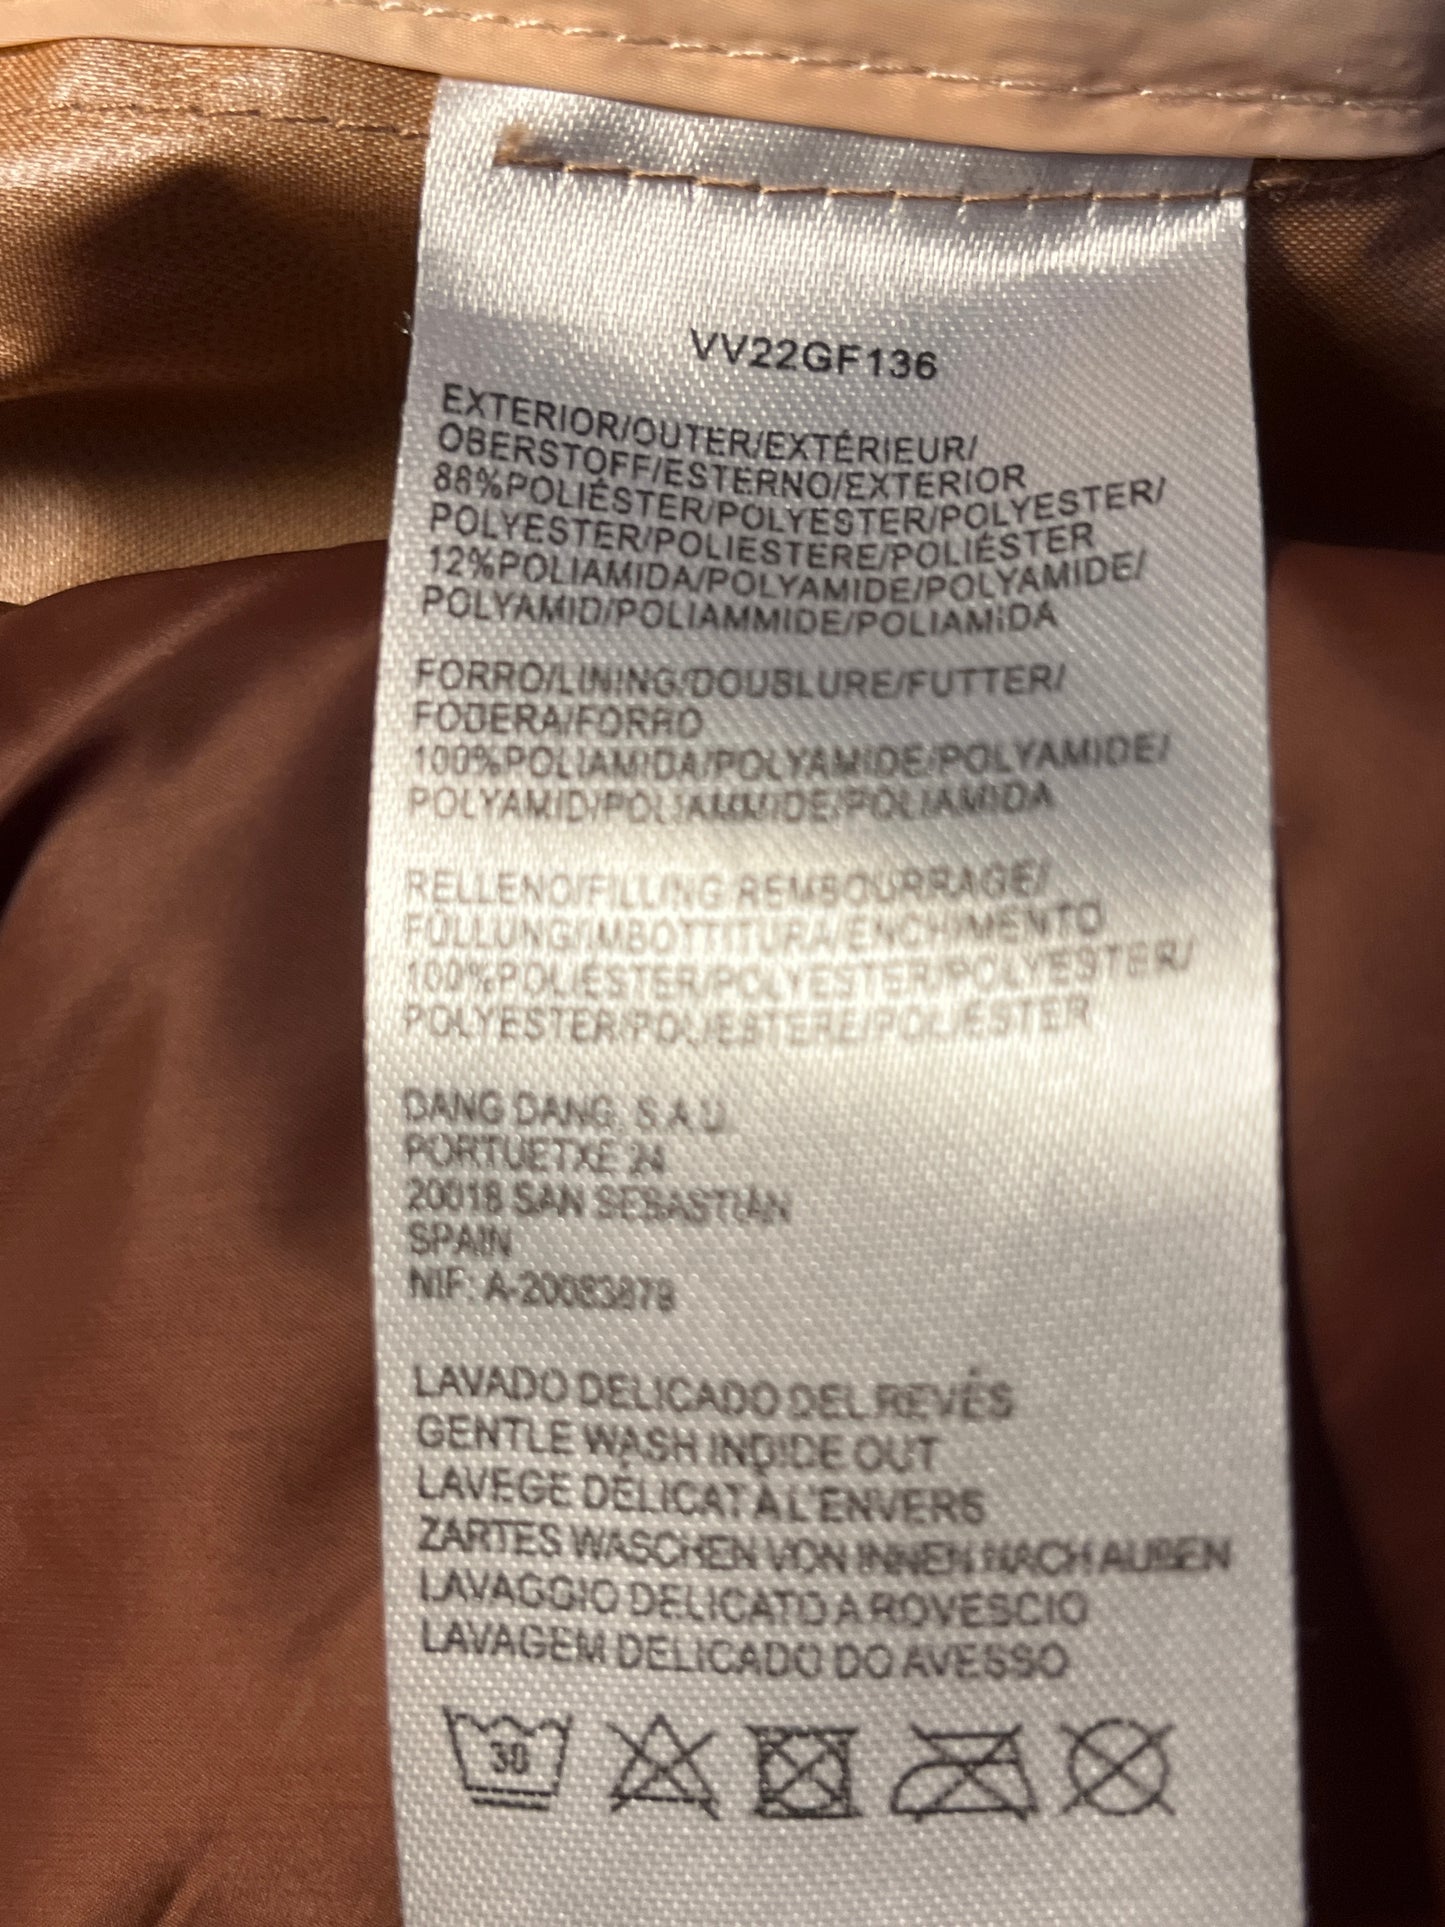 VV22GF136
EXTERIOR/OUTER/EXTÉRIEUR/
OBERSTOFF/ESTERNO/EXTERIOR
88%POLIÉSTER/POLYESTER/POLYESTER/
POLYESTER/POLIESTERE/POLIÉSTER
12%POLIAMIDA/POLYAMIDE/POLYAMIDE/
POLYAMID/POLIAMMIDE/POLIAMIDA
FORRO/LINING/DOUBLURE/FUTTER/
FODERA/FORRO
100%POLIAMIDA/POLYAMIDE/POLYAMIDE/
POLYAMID/POLIAMMIDE/POLIAMIDA
RELLENO/FILLING REMBOURRAGE/
FÜLLUNG/IMBOTTITURA/ENCHIMENTO
100%POLIÉSTER/POLYESTER/POLYESTER/
POLYESTER/POLIESTERE/POLIÉSTER
DANG DANG, S.A.U.
PORTUETXE 24
20018 SAN SEBASTIÁN
SPAIN
NIF: A-20083879
LAVADO DELICADO DEL REVÉS
GENTLE WASH INDIDE OUT
LAVEGE DÉLICAT À L'ENVERS
ZARTES WASCHEN VON INNEN NACH AUBEN
LAVAGGIO DELICATO A ROVESCIO
LAVAGEM DELICADO DO AVESSO
30